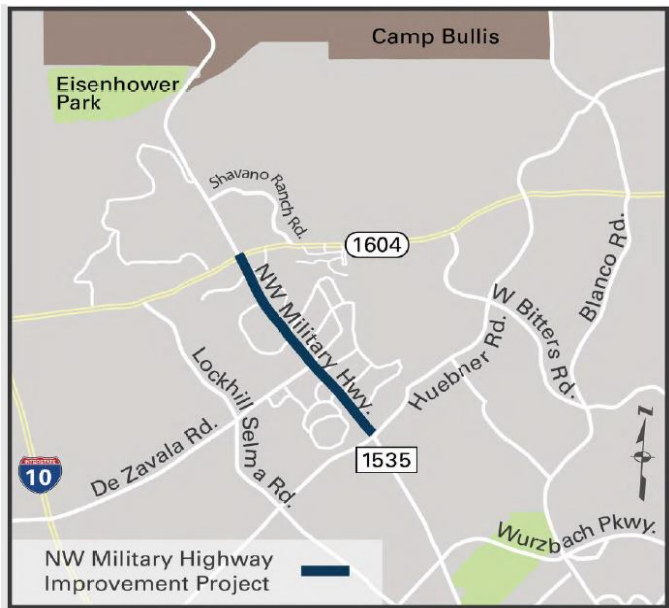 Camp Bullis
Eisenhower
Park
Shavano Ranch Rd.
1604
NW Military Hwy.
Blanco Rd.
W Bitters Rd.
Huebner Rd.
Lockhill
Selma Rd.
De Zavala Rd.
1535
INTERSTATE
10
Wurzbach Pkwy.
NW Military Highway
Improvement Project